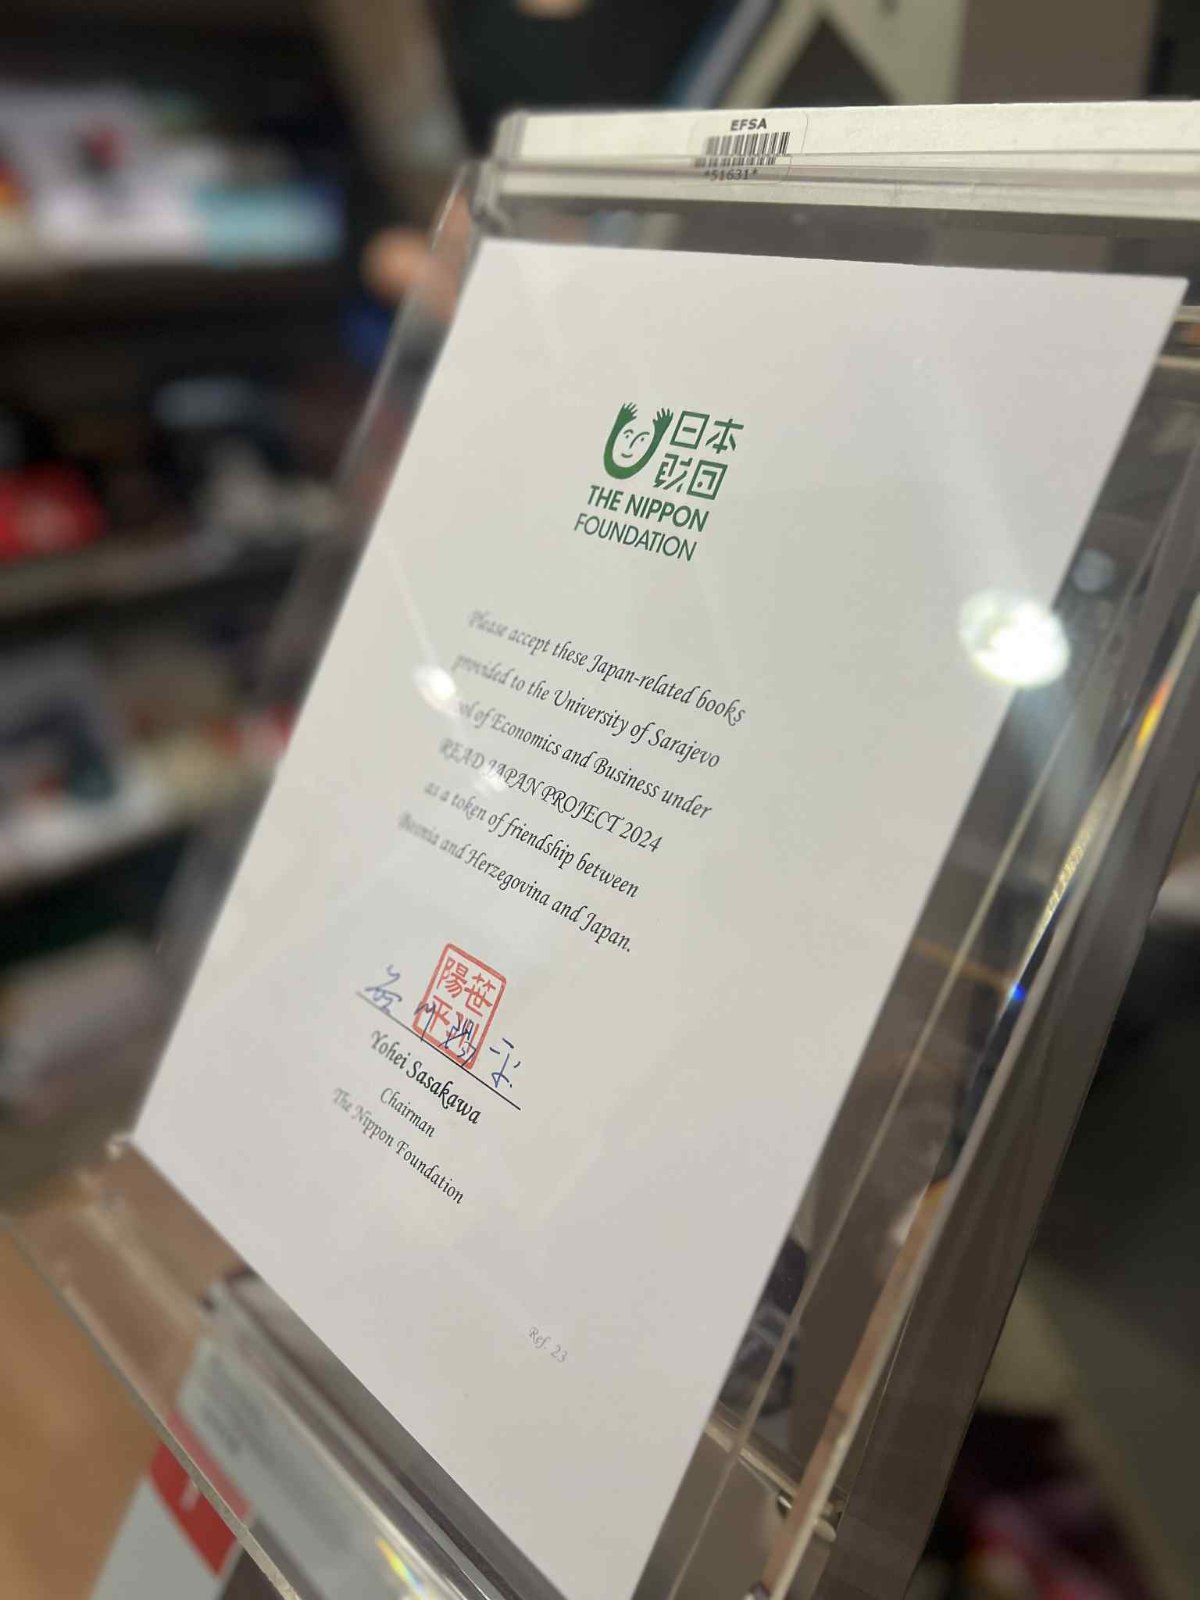 EFSA
*51631*
日本
財団
THE NIPPON
FOUNDATION
Please accept these Japan-related books
provided to the University of Sarajevo
of Economics and Business under
READ JAPAN PROJECT 2024
as a token of friendship between
Bosnia and Herzegovina and Japan.
笹川
陽平
Yohei Sasakawa
Chairman
The Nippon Foundation
Ref. 23